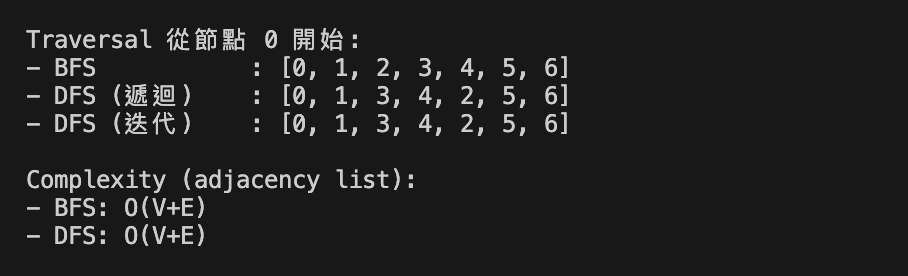 Traversal 從節點 0 開始:
- BFS          : [0, 1, 2, 3, 4, 5, 6]
- DFS (遞迴)    : [0, 1, 3, 4, 2, 5, 6]
- DFS (迭代)    : [0, 1, 3, 4, 2, 5, 6]
Complexity (adjacency list):
- BFS: O(V+E)
- DFS: O(V+E)